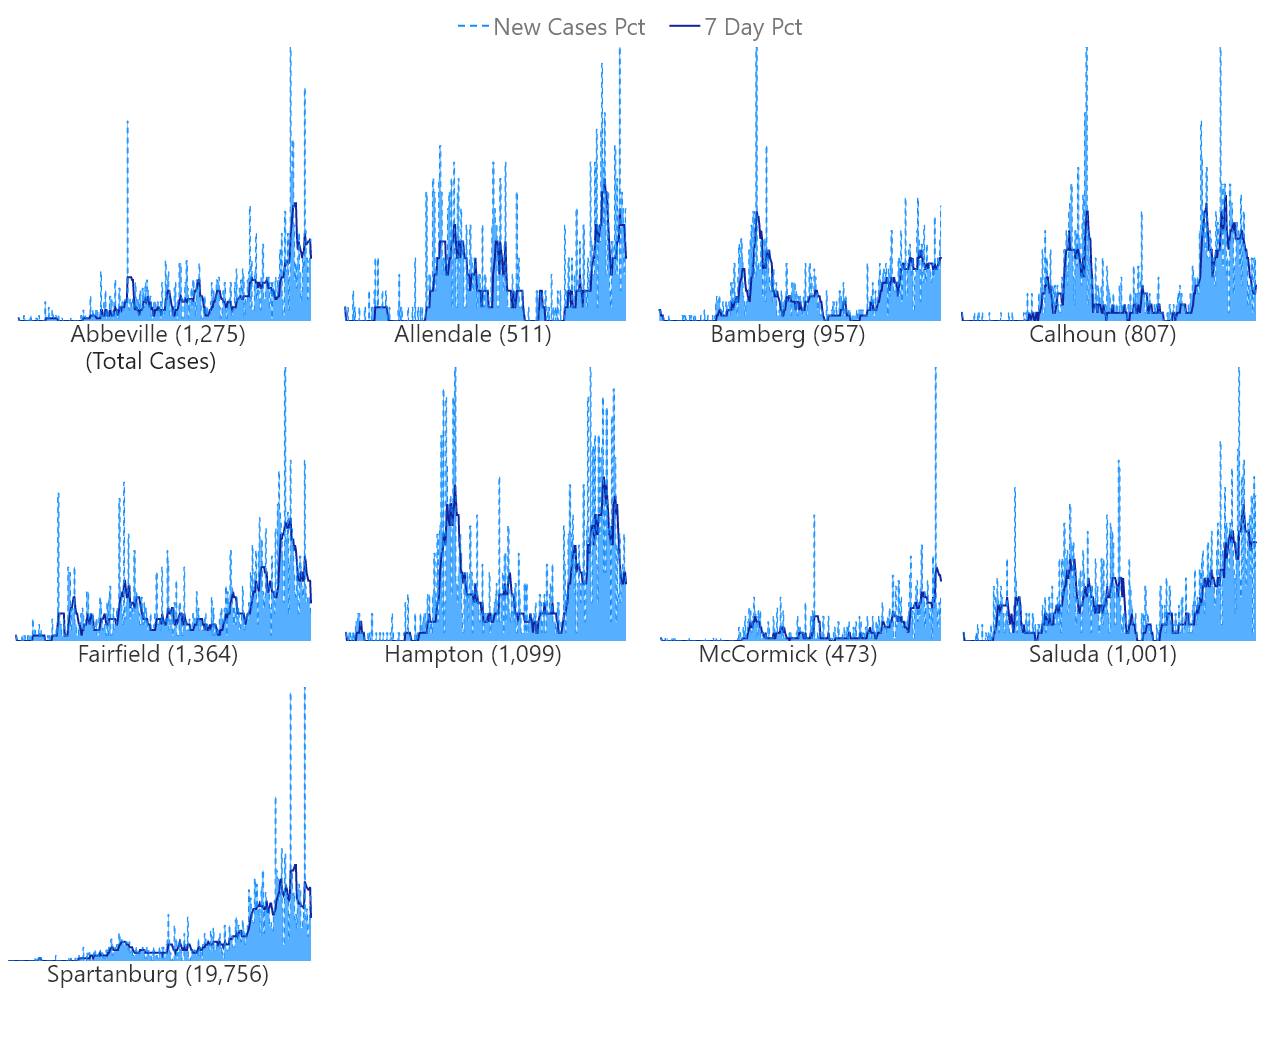 New Cases Pct 7 Day Pct
Abbeville (1,275)
(Total Cases)
Allendale (511)
Bamberg (957)
Calhoun (807)
Fairfield (1,364)
Hampton (1,099)
McCormick (473)
Saluda (1,001)
Spartanburg (19,756)